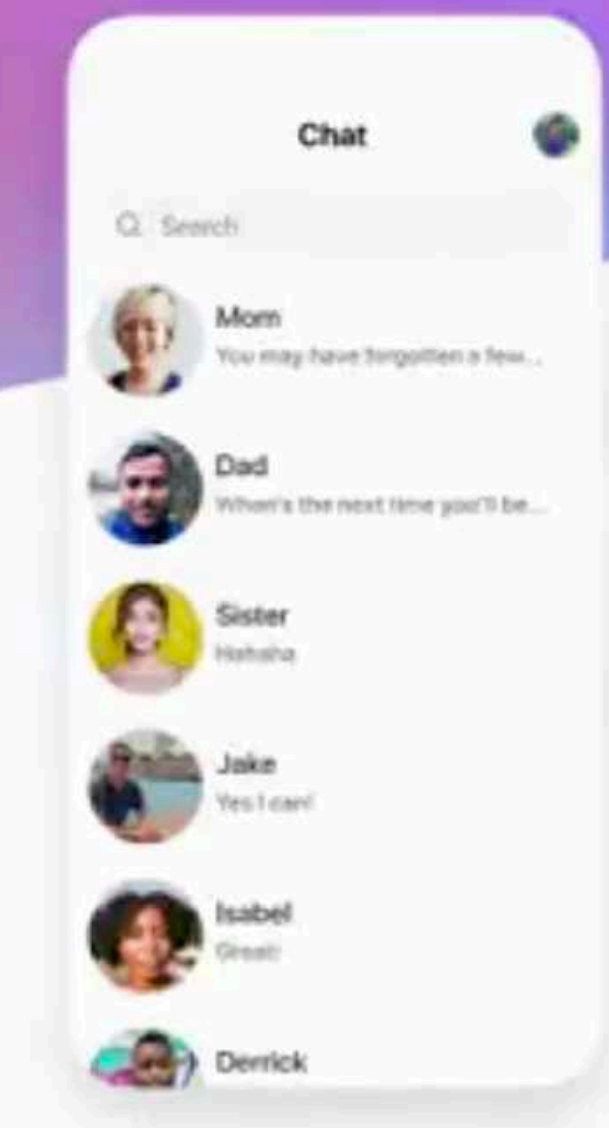 Chat
Search
Mom
You may have forgotten a few...
Dad
When's the next time you'll be...
Sister
Hahaha
Jake
Yes I can!
Isabel
Great!
Derrick